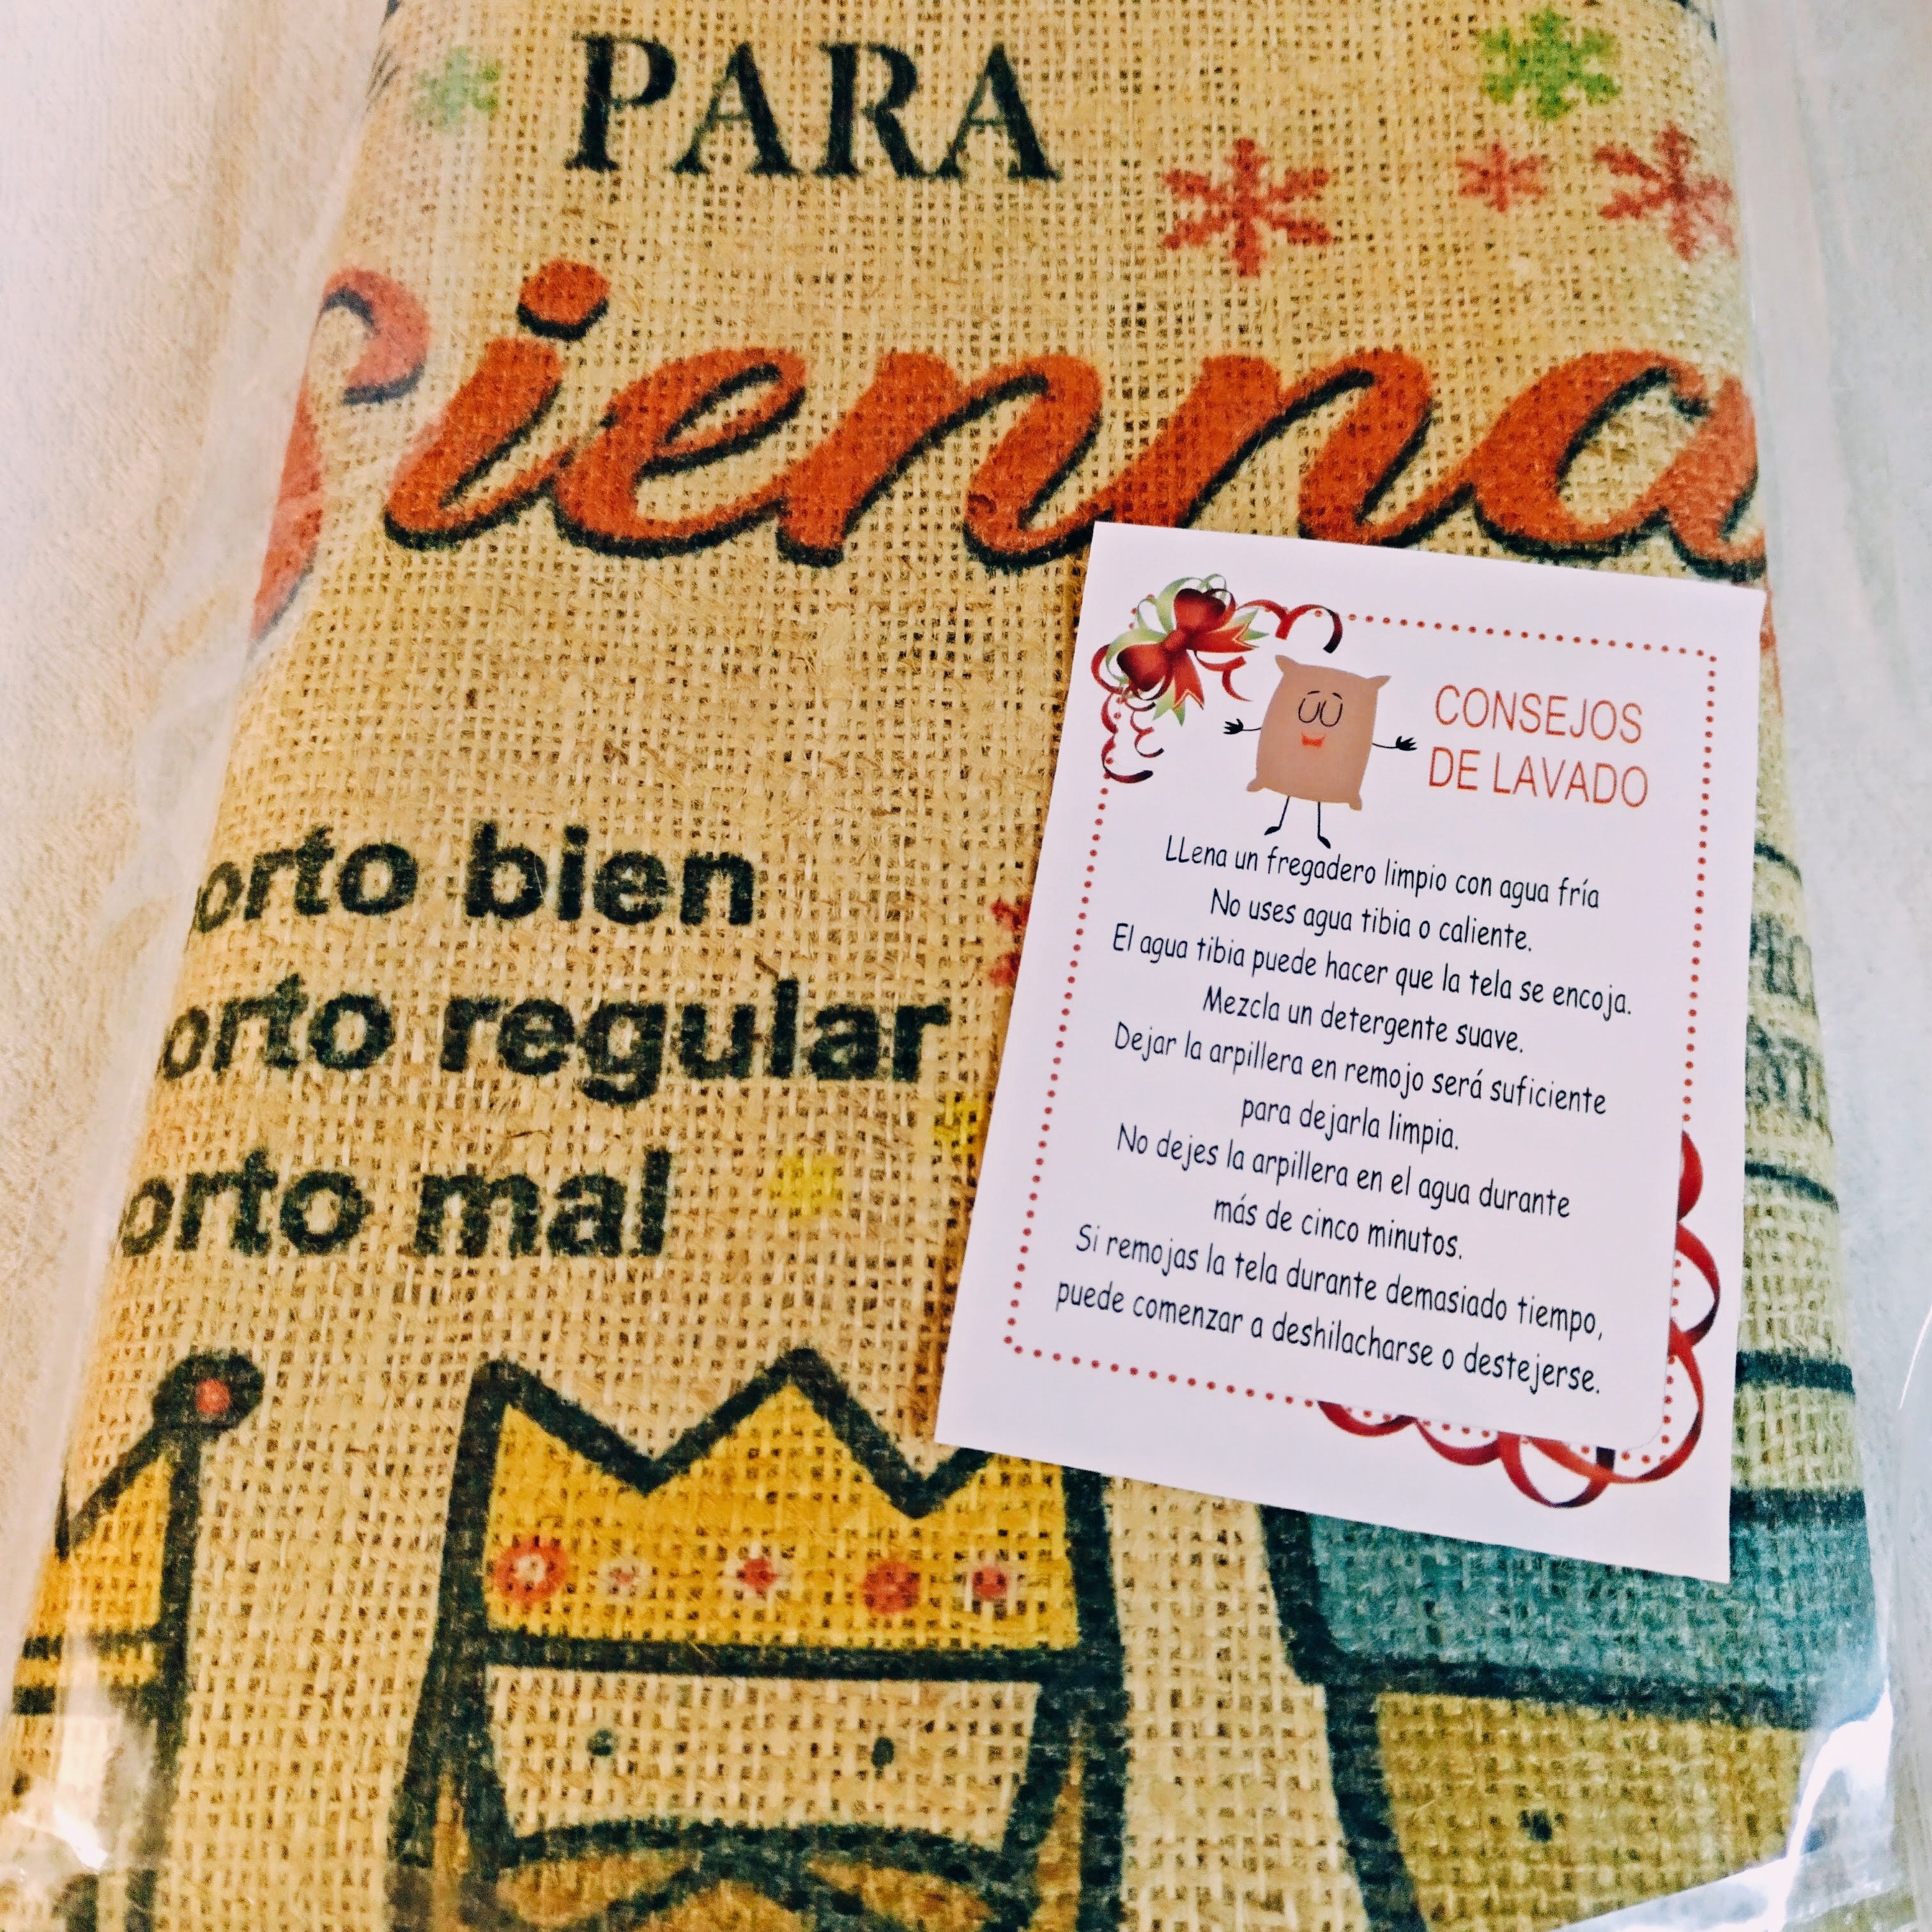 PARA
Sienna
orto bien
orto regular
orto mal
CONSEJOS
DE LAVADO
LLena un fregadero limpio con agua fría
No uses agua tibia o caliente.
El agua tibia puede hacer que la tela se encoja.
Mezcla un detergente suave.
Dejar la arpillera en remojo será suficiente
para dejarla limpia.
No dejes la arpillera en el agua durante
más de cinco minutos.
Si remojas la tela durante demasiado tiempo,
puede comenzar a deshilacharse o destejerse.